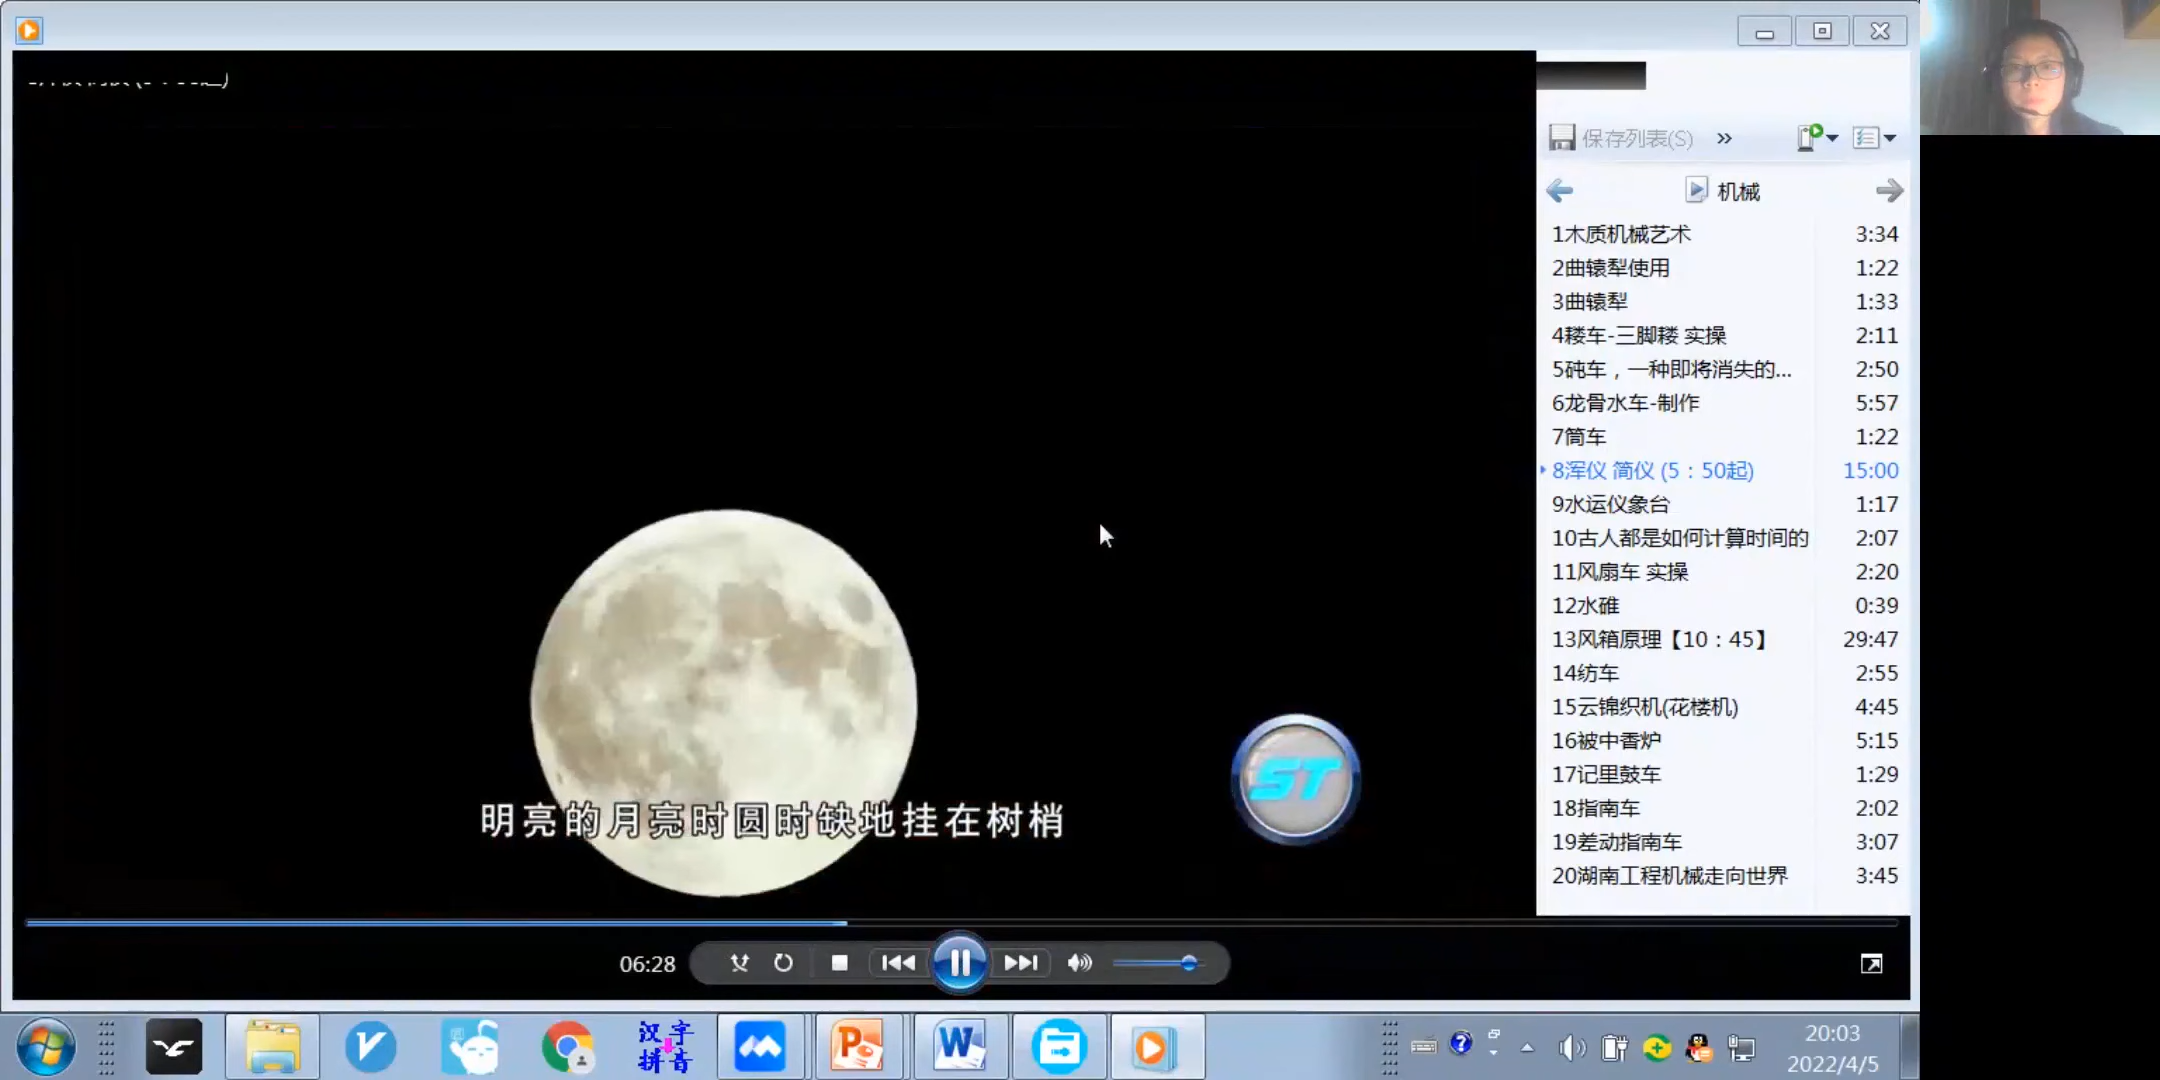 保存列表(S) »
机械
1木质机械艺术 3:34
2曲辕犁使用 1:22
3曲辕犁 1:33
4耧车-三脚耧 实操 2:11
5砘车，一种即将消失的... 2:50
6龙骨水车-制作 5:57
7筒车 1:22
8浑仪 简仪 (5：50起) 15:00
9水运仪象台 1:17
10古人都是如何计算时间的 2:07
11风扇车 实操 2:20
12水碓 0:39
13风箱原理【10：45】 29:47
14纺车 2:55
15云锦织机(花楼机) 4:45
16被中香炉 5:15
17记里鼓车 1:29
18指南车 2:02
19差动指南车 3:07
20湖南工程机械走向世界 3:45
ST
明亮的月亮时圆时缺地挂在树梢
06:28
汉字
拼音
20:03
2022/4/5